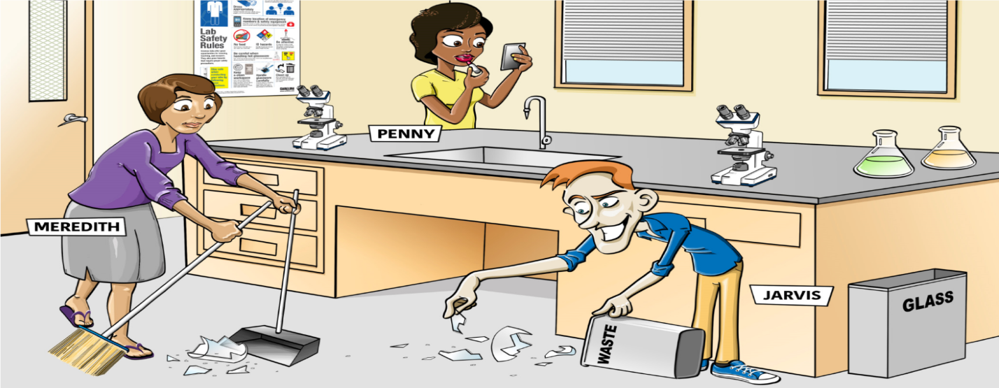 Dress
appropriately
Know location of emergency
numbers & safety equipment
Lab
Safety
Rules
No food
ID hazards
Be attentive
Be careful when
handling hot glassware
Keep
a clean
workspace
Handle
glassware
carefully
Clean up
CAROLINA
PENNY
MEREDITH
JARVIS
GLASS
WASTE